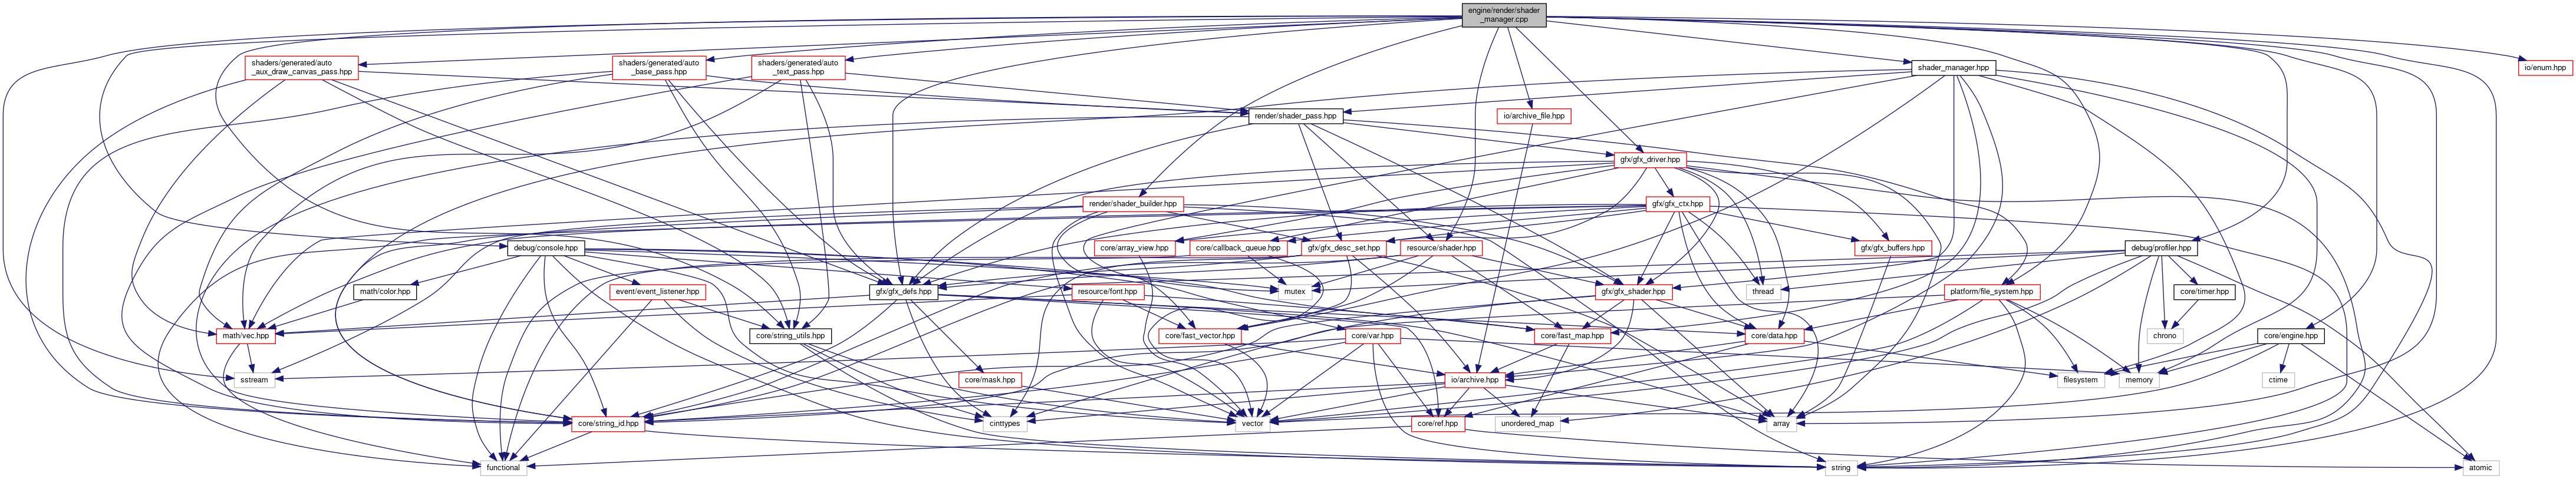 engine/render/shader
_manager.cpp
shaders/generated/auto
_aux_draw_canvas_pass.hpp
shaders/generated/auto
_base_pass.hpp
shaders/generated/auto
_text_pass.hpp
shader_manager.hpp
io/enum.hpp
render/shader_pass.hpp
io/archive_file.hpp
gfx/gfx_driver.hpp
render/shader_builder.hpp
gfx/gfx_ctx.hpp
debug/console.hpp
core/array_view.hpp
core/callback_queue.hpp
gfx/gfx_desc_set.hpp
resource/shader.hpp
gfx/gfx_buffers.hpp
debug/profiler.hpp
math/color.hpp
event/event_listener.hpp
resource/font.hpp
gfx/gfx_defs.hpp
mutex
gfx/gfx_shader.hpp
thread
platform/file_system.hpp
core/timer.hpp
math/vec.hpp
core/string_utils.hpp
core/fast_vector.hpp
core/var.hpp
core/fast_map.hpp
core/data.hpp
chrono
core/engine.hpp
sstream
core/mask.hpp
io/archive.hpp
filesystem
memory
ctime
core/string_id.hpp
cinttypes
vector
core/ref.hpp
unordered_map
array
functional
string
atomic